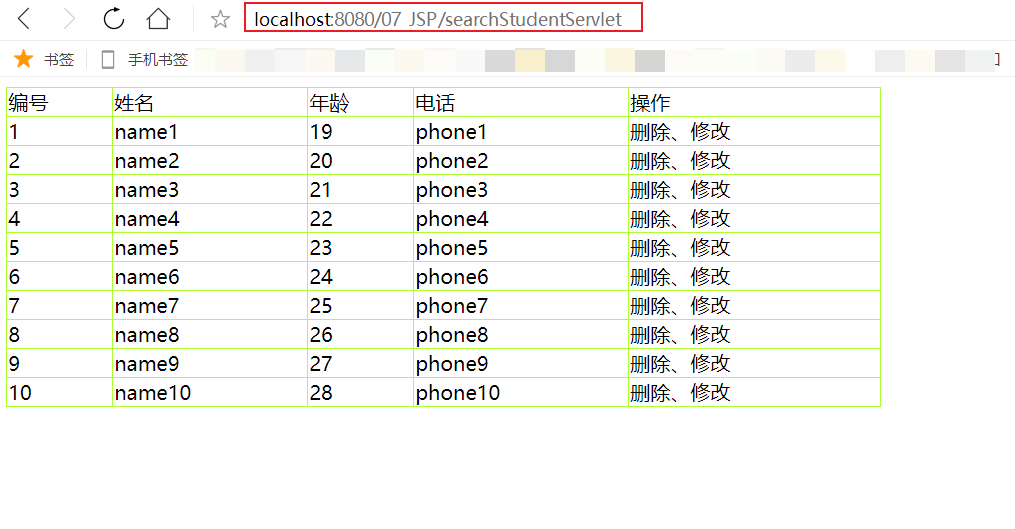 localhost:8080/07 JSP/searchStudentServlet
书签 手机书签
编号 姓名 年龄 电话 操作
1 name1 19 phone1 删除、修改
2 name2 20 phone2 删除、修改
3 name3 21 phone3 删除、修改
4 name4 22 phone4 删除、修改
5 name5 23 phone5 删除、修改
6 name6 24 phone6 删除、修改
7 name7 25 phone7 删除、修改
8 name8 26 phone8 删除、修改
9 name9 27 phone9 删除、修改
10 name10 28 phone10 删除、修改